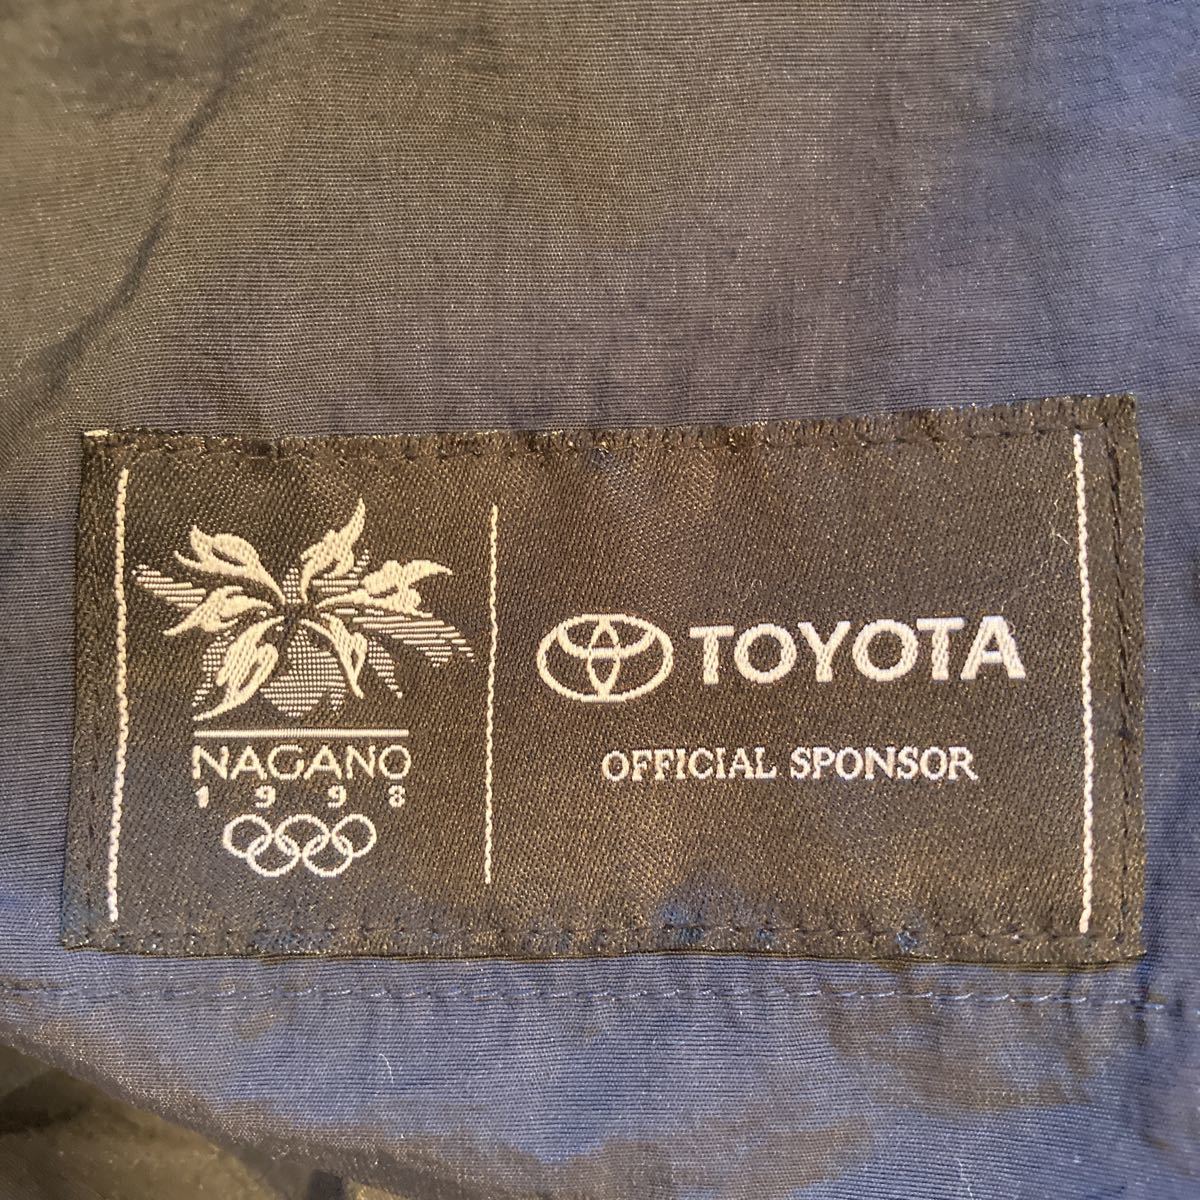 NAGANO
1998
TOYOTA
OFFICIAL SPONSOR